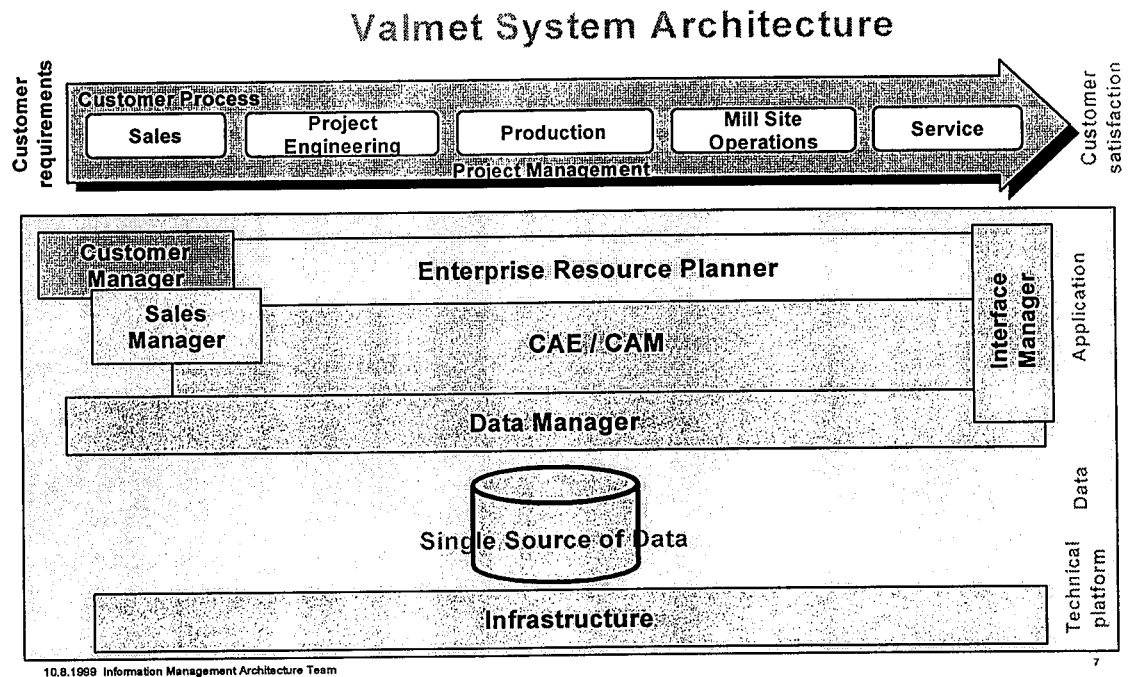 Valmet System Architecture
Customer
requirements
Customer Process
Sales
Project
Engineering
Production
Mill Site
Operations
Service
Project Management
Customer
satisfaction
Customer
Manager
Enterprise Resource Planner
Sales
Manager
CAE / CAM
Interface
Manager
Application
Data Manager
Single Source of Data
Data
Infrastructure
Technical
platform
10.8.1999 Information Management Architecture Team
7